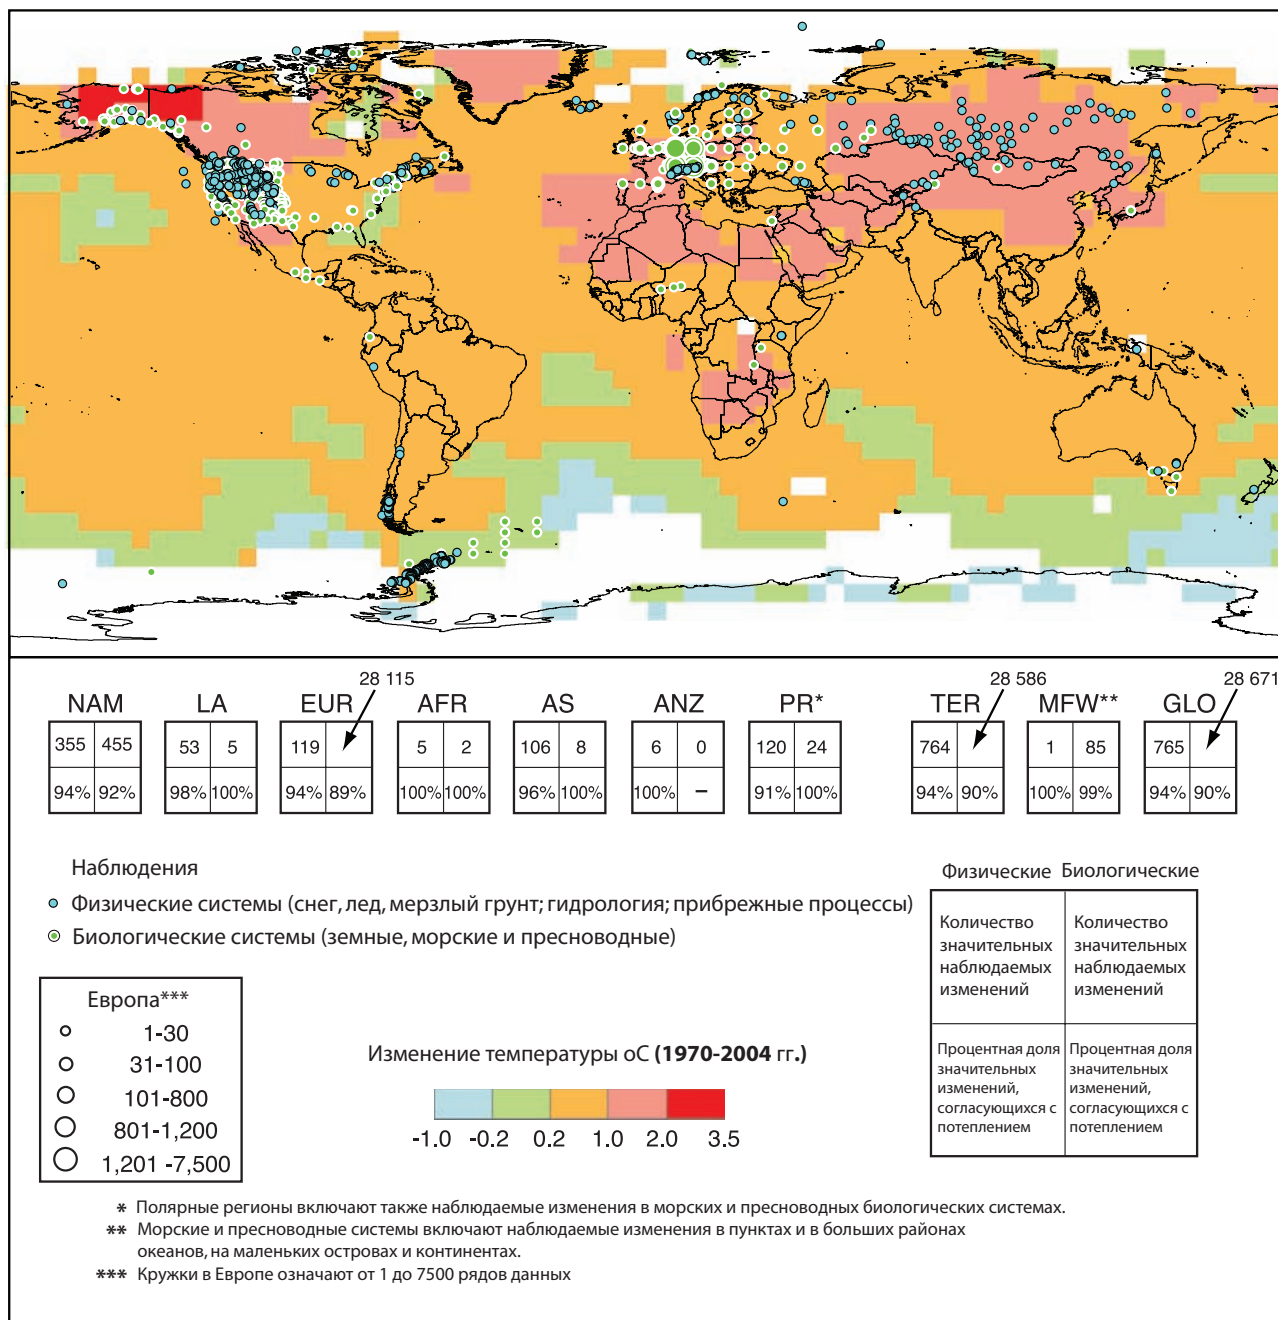 28 115
28 586
28 671
NAM LA EUR AFR AS ANZ PR* TER MFW** GLO
355 455 53 5 119 5 2 106 8 6 0 120 24 764 1 85 765
94% 92% 98% 100% 94% 89% 100% 100% 96% 100% 100% – 91% 100% 94% 90% 100% 99% 94% 90%
Наблюдения
Физические системы (снег, лед, мерзлый грунт; гидрология; прибрежные процессы)
Биологические системы (земные, морские и пресноводные)
Европа***
1-30
31-100
101-800
801-1,200
1,201 -7,500
Изменение температуры оС (1970-2004 гг.)
-1.0 -0.2 0.2 1.0 2.0 3.5
Физические Биологические
Количество
значительных
наблюдаемых
изменений
Количество
значительных
наблюдаемых
изменений
Процентная доля
значительных
изменений,
согласующихся с
потеплением
Процентная доля
значительных
изменений,
согласующихся с
потеплением
* Полярные регионы включают также наблюдаемые изменения в морских и пресноводных биологических системах.
** Морские и пресноводные системы включают наблюдаемые изменения в пунктах и в больших районах
океанов, на маленьких островах и континентах.
*** Кружки в Европе означают от 1 до 7500 рядов данных